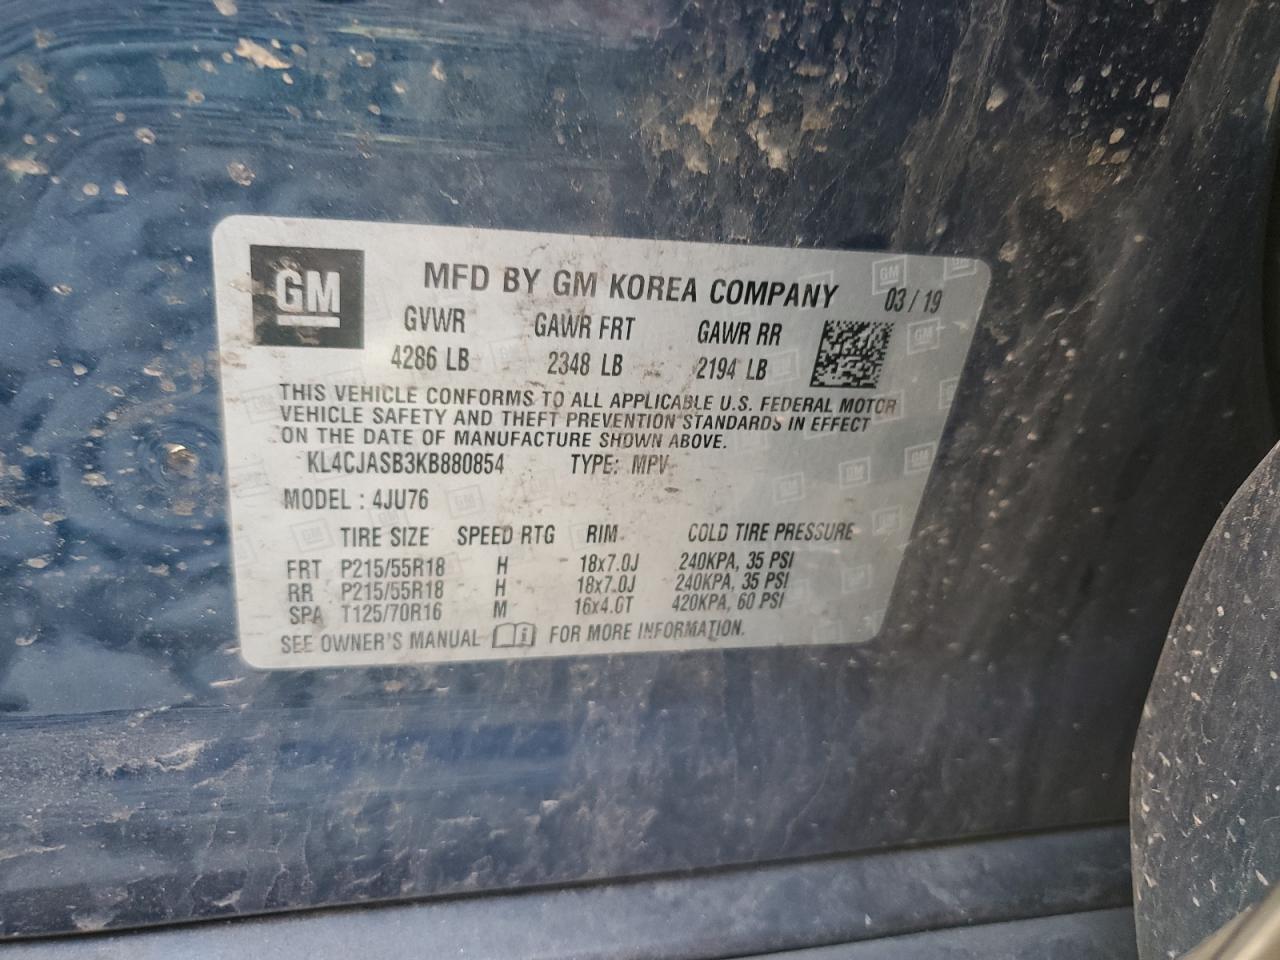 GM MFD BY GM KOREA COMPANY 03 / 19
GVWR GAWR FRT GAWR RR
4286 LB 2348 LB 2194 LB
THIS VEHICLE CONFORMS TO ALL APPLICABLE U.S. FEDERAL MOTOR
VEHICLE SAFETY AND THEFT PREVENTION STANDARDS IN EFFECT
ON THE DATE OF MANUFACTURE SHOWN ABOVE.
KL4CJASB3KB880854 TYPE: MPV
MODEL : 4JU76
TIRE SIZE SPEED RTG RIM COLD TIRE PRESSURE
FRT P215/55R18 H 18x7.0J 240KPA, 35 PSI
RR P215/55R18 H 18x7.0J 240KPA, 35 PSI
SPA T125/70R16 M 16x4.0T 420KPA, 60 PSI
SEE OWNER'S MANUAL FOR MORE INFORMATION.